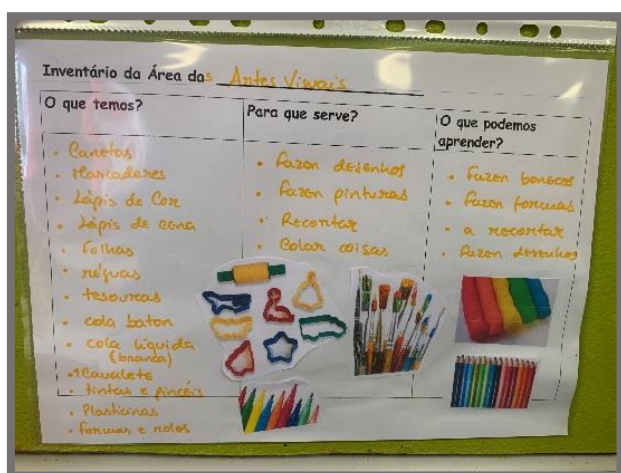 Inventário da Área das Artes Visuais
O que temos?
• Canetas
• Marcadores
• Lápis de Cor
• Lápis de cera
• folhas
• réguas
• tesouras
• cola baton
• cola líquida
(branca)
• 1 Cavalete
• tintas e pincéis
• Plasticinas
• formas e rolos
Para que serve?
• fazer desenhos
• fazer pinturas
• Recortar
• Colar coisas
O que podemos
aprender?
• fazer bonecos
• fazer formas
• a recortar
• fazer desenhos